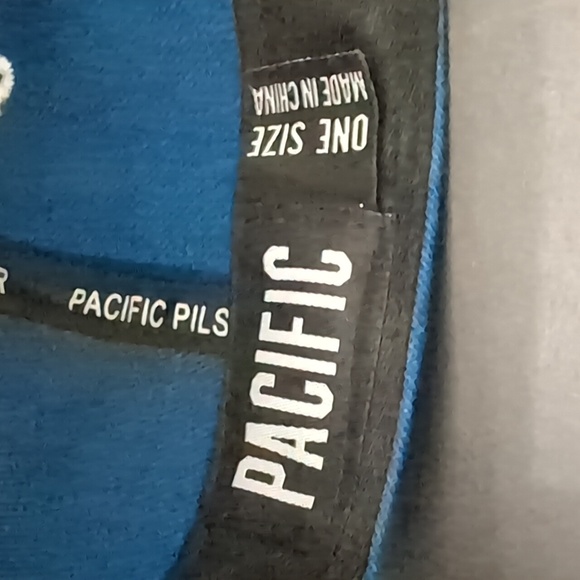 ONE SIZE
MADE IN CHINA
PACIFIC
PACIFIC PILS
R